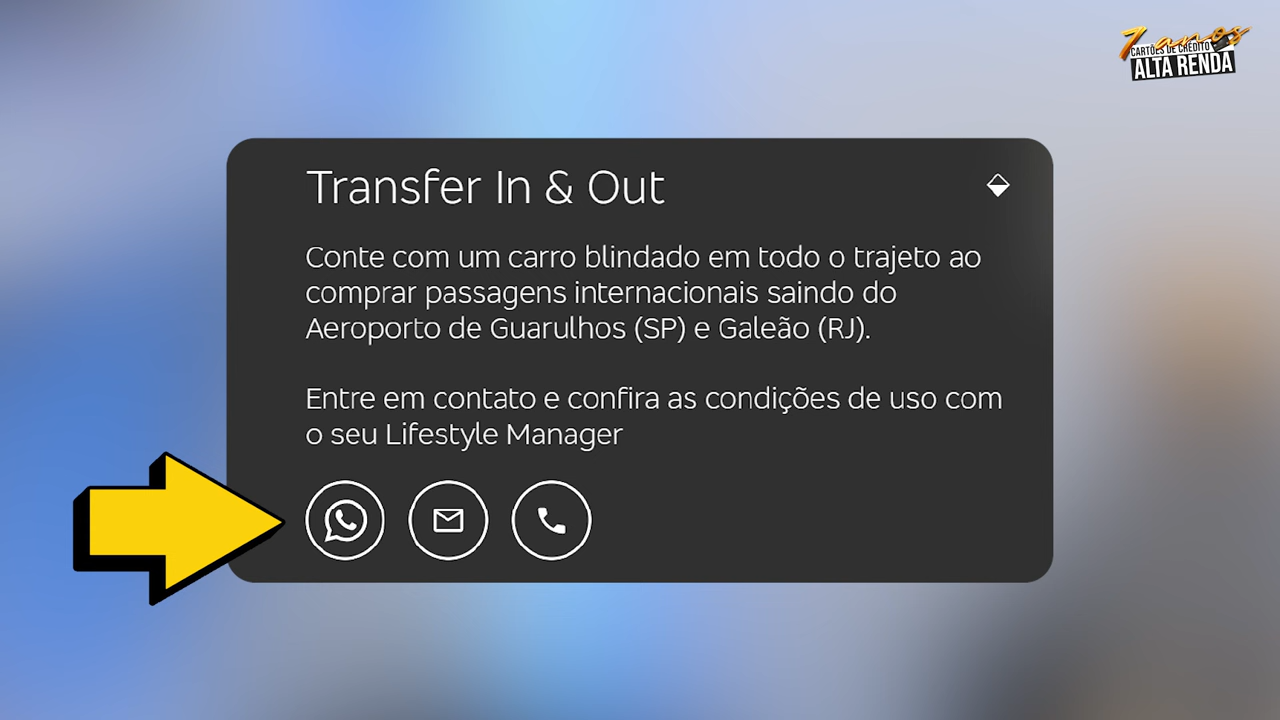 7 anos
CARTÕES DE CRÉDITO
ALTA RENDA
Transfer In & Out
Conte com um carro blindado em todo o trajeto ao
comprar passagens internacionais saindo do
Aeroporto de Guarulhos (SP) e Galeão (RJ).
Entre em contato e confira as condições de uso com
o seu Lifestyle Manager